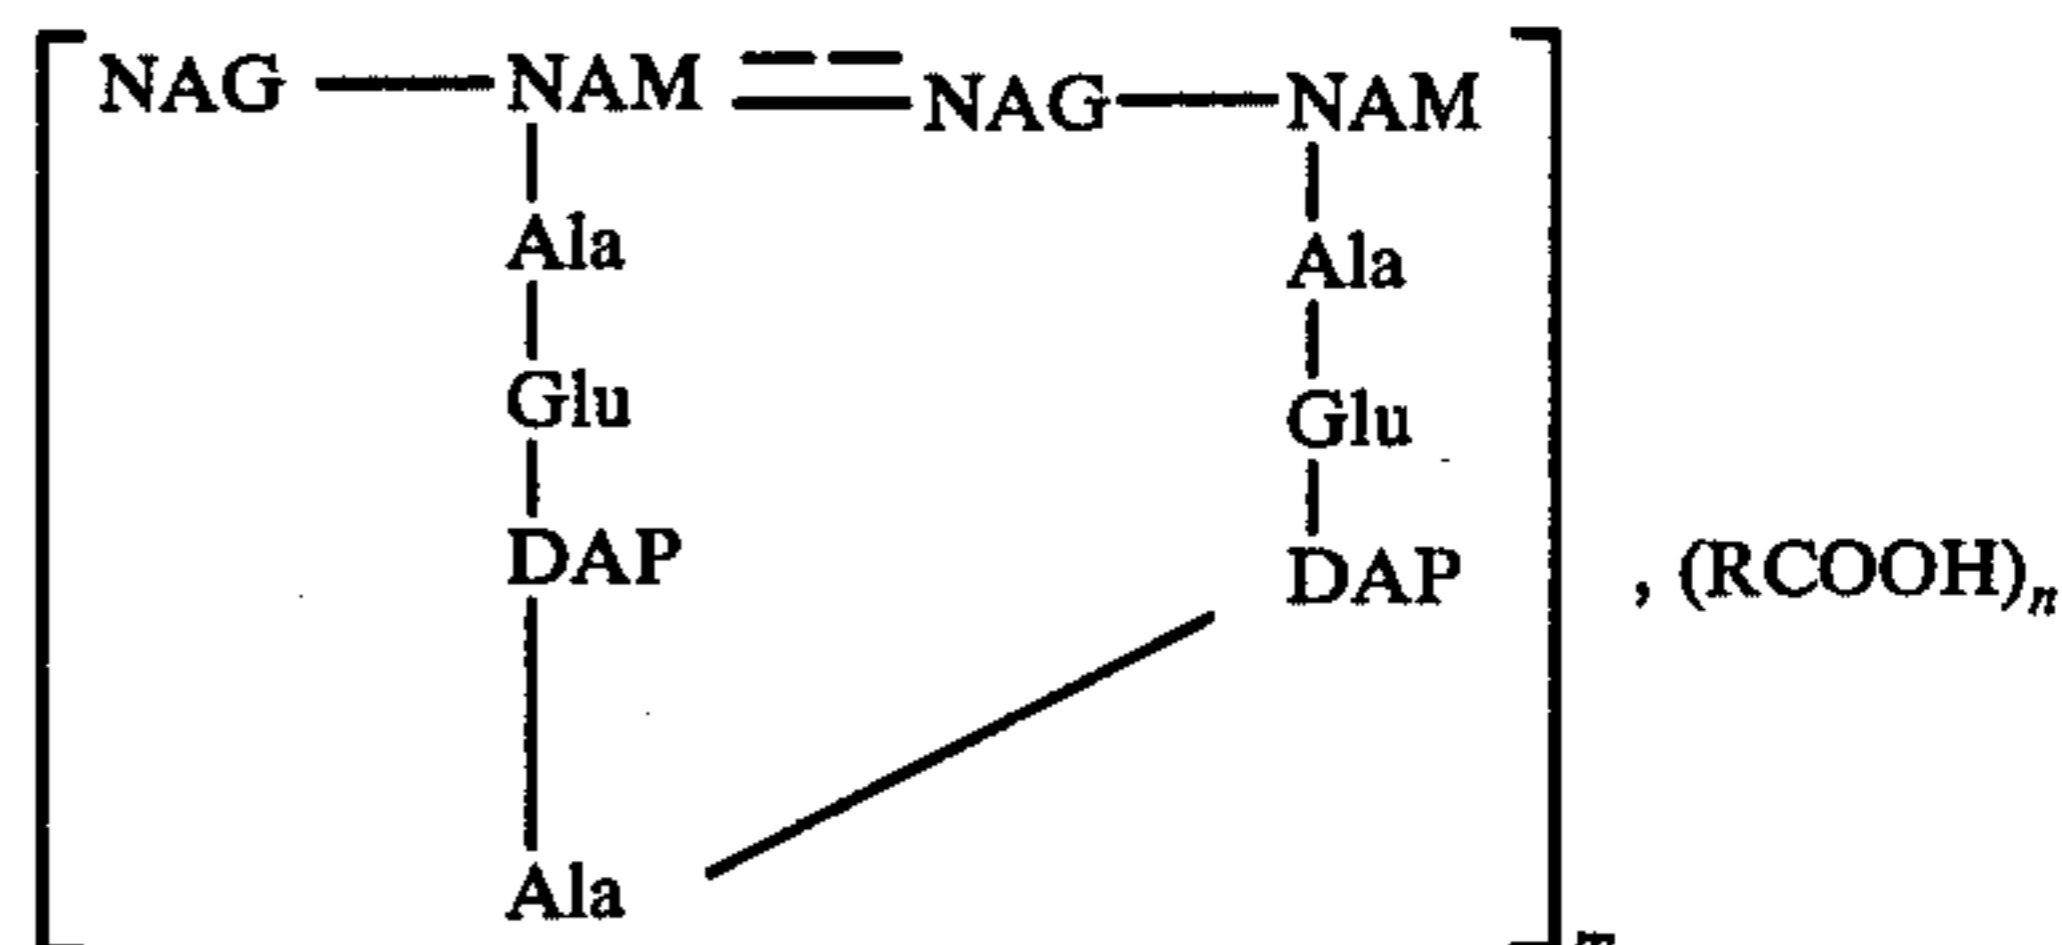 NAG NAM NAG NAM
Ala Ala
Glu Glu
DAP DAP , (RCOOH)n
Ala